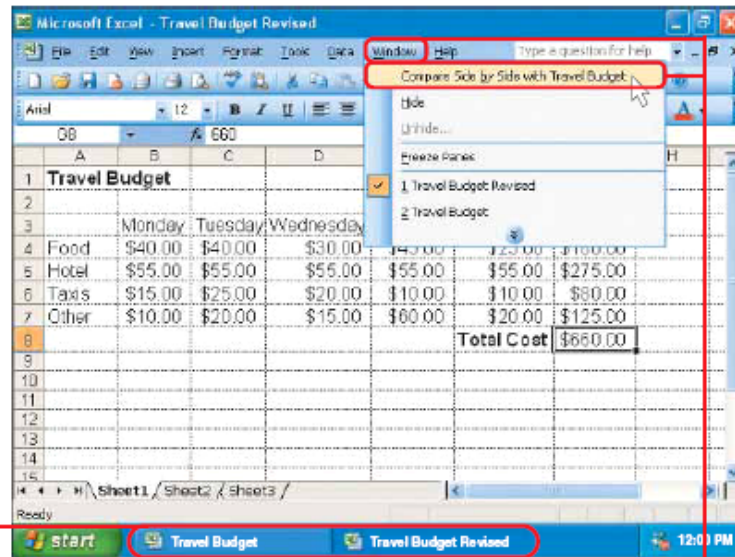 Microsoft Excel - Travel Budget Revised
File Edit View Insert Format Tools Data Window Help Type a question for help
Compare Side by Side with Travel Budget
Hide
Unhide...
Freeze Panes
1 Travel Budget Revised
2 Travel Budget
Arial 12 B I U A
G8 660
A B C D H
1 Travel Budget
2
3 Monday Tuesday Wednesday
4 Food $40.00 $40.00 $30.00
5 Hotel $55.00 $55.00 $55.00 $55.00 $55.00 $275.00
6 Taxis $15.00 $25.00 $20.00 $10.00 $10.00 $80.00
7 Other $10.00 $20.00 $15.00 $60.00 $20.00 $125.00
8 Total Cost $660.00
9
10
11
12
13
14
15
Sheet1 / Sheet2 / Sheet3 /
Ready
start Travel Budget Travel Budget Revised 12:00 PM